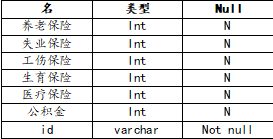 名 类型 Null
养老保险 Int N
失业保险 Int N
工伤保险 Int N
生育保险 Int N
医疗保险 Int N
公积金 Int N
id varchar Not null